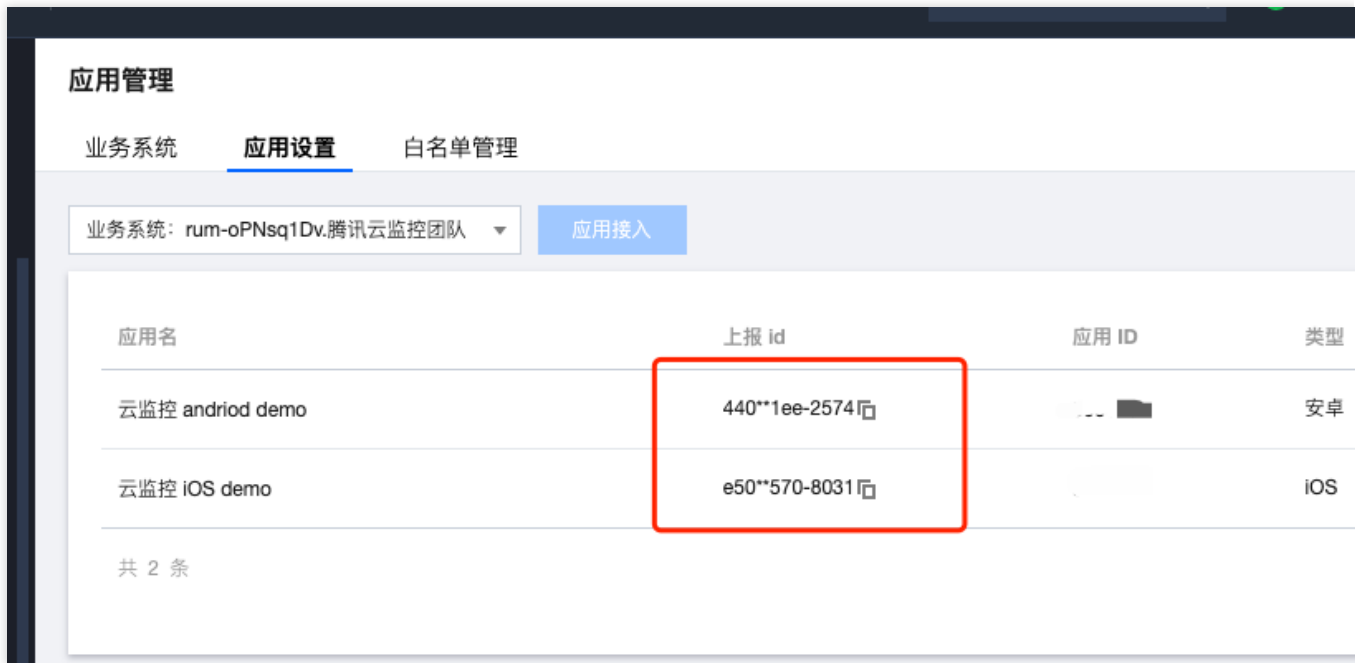 应用管理
业务系统 应用设置 白名单管理
业务系统：rum-oPNsq1Dv.腾讯云监控团队 应用接入
应用名 上报 id 应用 ID 类型
云监控 andriod demo 440**1ee-2574 安卓
云监控 iOS demo e50**570-8031 iOS
共 2 条